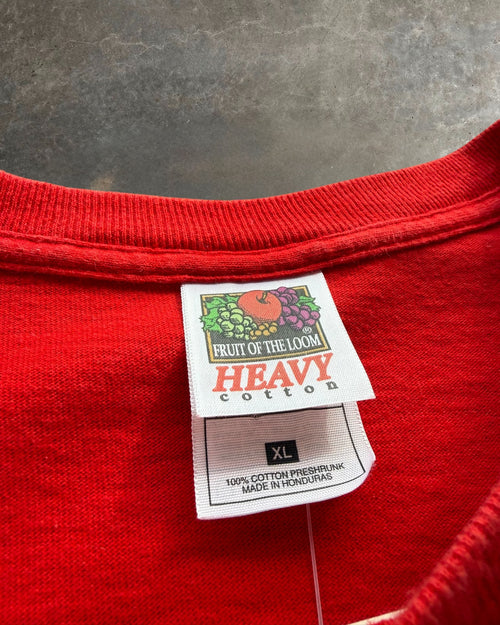 ®
FRUIT OF THE LOOM
HEAVY
cotton
XL
100% COTTON PRESHRUNK
MADE IN HONDURAS